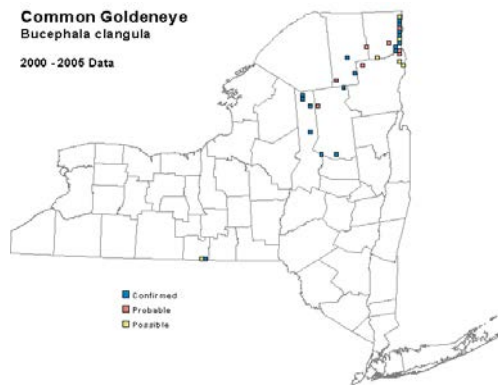 Common Goldeneye
Bucephala clangula
2000 - 2005 Data
Confirmed
Probable
Possible